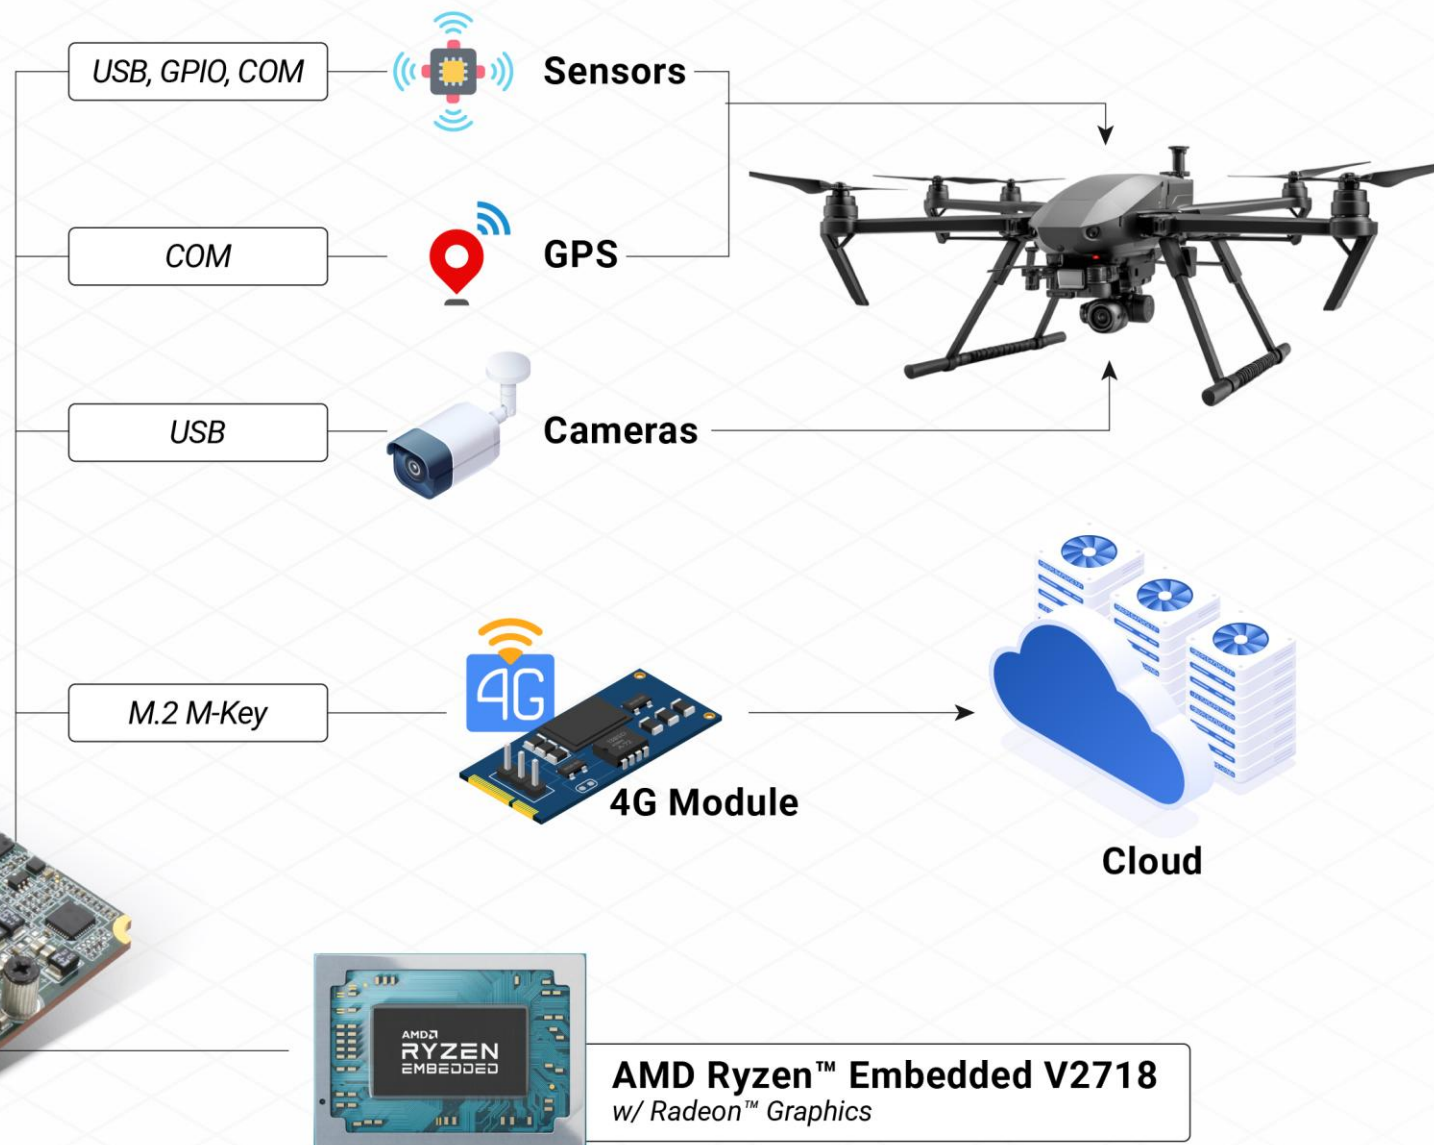 USB, GPIO, COM
Sensors
COM
GPS
USB
Cameras
M.2 M-Key
4G
4G Module
Cloud
AMD
RYZEN
EMBEDDED
AMD Ryzen™ Embedded V2718
w/ Radeon™ Graphics